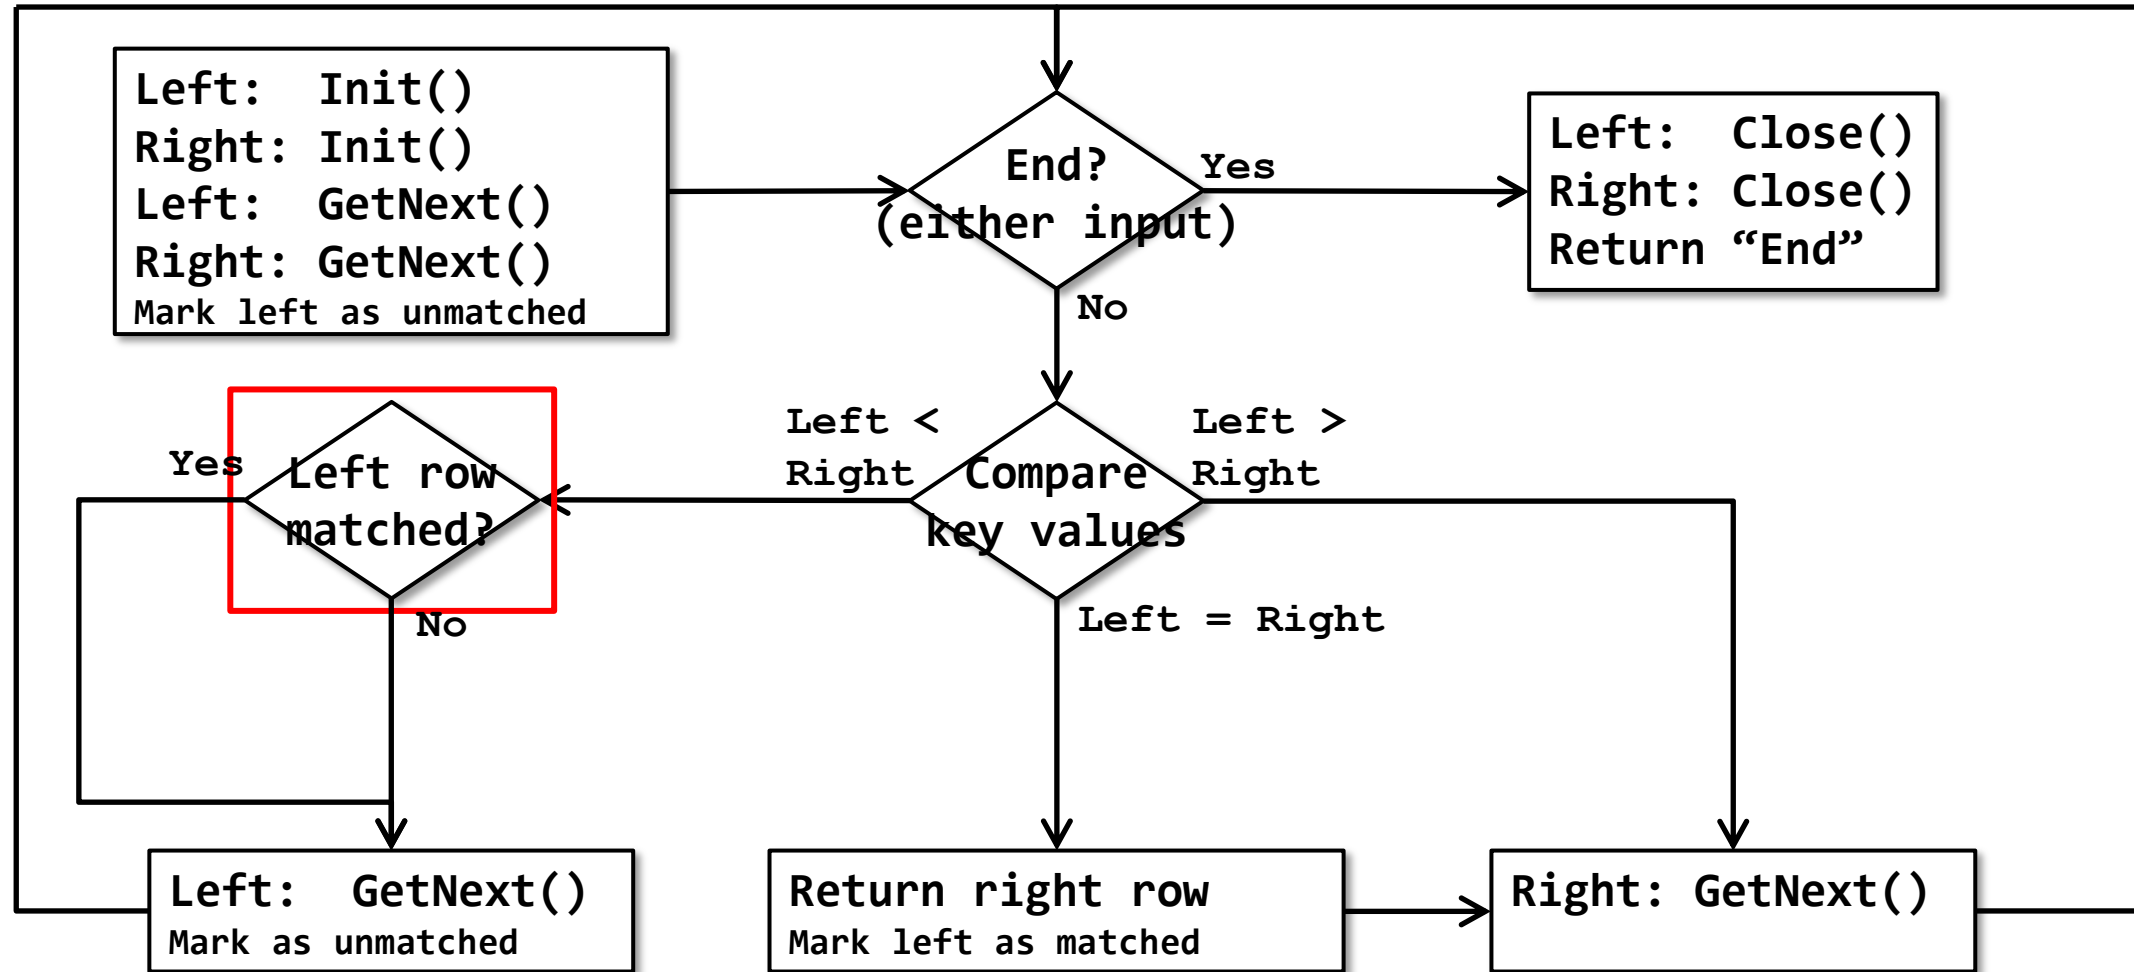 Left:  Init()
Right: Init()
Left:  GetNext()
Right: GetNext()
Mark left as unmatched
End?
(either input)
Yes
No
Left:  Close()
Right: Close()
Return “End”
Left <
Right
Compare
key values
Left >
Right
Left = Right
Yes
Left row
matched?
No
Left:  GetNext()
Mark as unmatched
Return right row
Mark left as matched
Right: GetNext()